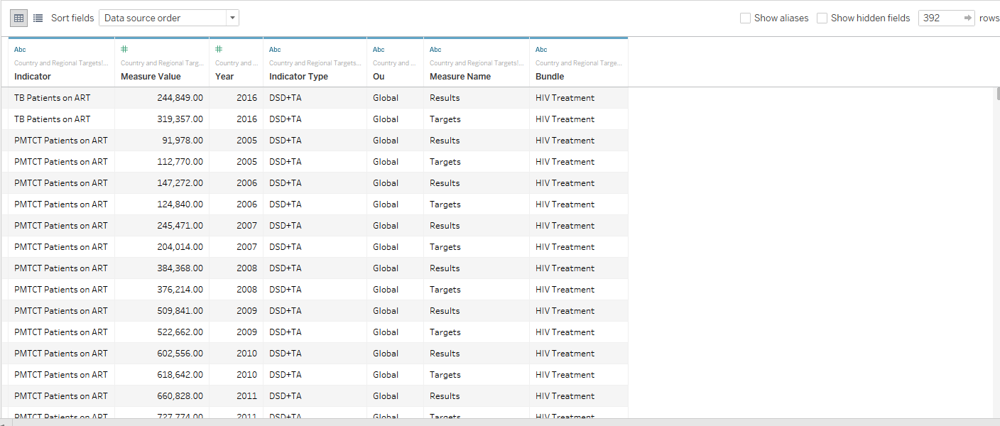 Sort fields Data source order Show aliases Show hidden fields 392 rows
Abc # # Abc Abc Abc Abc
Country and Regional Targets!... Country and Regional Targ... Country and ... Country and Regional Targets... Country and ... Country and Regional Targets!... Country and Regional Targe...
Indicator Measure Value Year Indicator Type Ou Measure Name Bundle
TB Patients on ART 244,849.00 2016 DSD+TA Global Results HIV Treatment
TB Patients on ART 319,357.00 2016 DSD+TA Global Targets HIV Treatment
PMTCT Patients on ART 91,978.00 2005 DSD+TA Global Results HIV Treatment
PMTCT Patients on ART 112,770.00 2005 DSD+TA Global Targets HIV Treatment
PMTCT Patients on ART 147,272.00 2006 DSD+TA Global Results HIV Treatment
PMTCT Patients on ART 124,840.00 2006 DSD+TA Global Targets HIV Treatment
PMTCT Patients on ART 245,471.00 2007 DSD+TA Global Results HIV Treatment
PMTCT Patients on ART 204,014.00 2007 DSD+TA Global Targets HIV Treatment
PMTCT Patients on ART 384,368.00 2008 DSD+TA Global Results HIV Treatment
PMTCT Patients on ART 376,214.00 2008 DSD+TA Global Targets HIV Treatment
PMTCT Patients on ART 509,841.00 2009 DSD+TA Global Results HIV Treatment
PMTCT Patients on ART 522,662.00 2009 DSD+TA Global Targets HIV Treatment
PMTCT Patients on ART 602,556.00 2010 DSD+TA Global Results HIV Treatment
PMTCT Patients on ART 618,642.00 2010 DSD+TA Global Targets HIV Treatment
PMTCT Patients on ART 660,828.00 2011 DSD+TA Global Results HIV Treatment
PMTCT Patients on ART 727,774.00 2011 DSD+TA Global Targets HIV Treatment